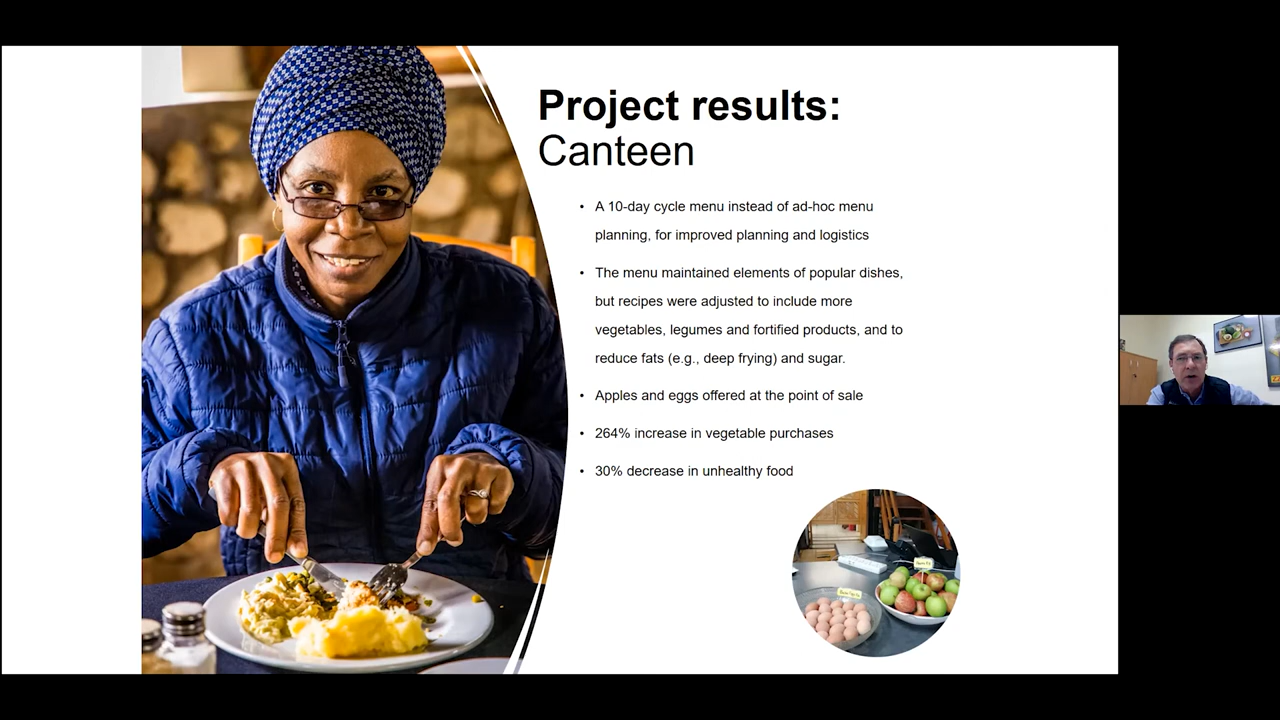 Project results:
Canteen
• A 10-day cycle menu instead of ad-hoc menu
planning, for improved planning and logistics
• The menu maintained elements of popular dishes,
but recipes were adjusted to include more
vegetables, legumes and fortified products, and to
reduce fats (e.g., deep frying) and sugar.
• Apples and eggs offered at the point of sale
• 264% increase in vegetable purchases
• 30% decrease in unhealthy food